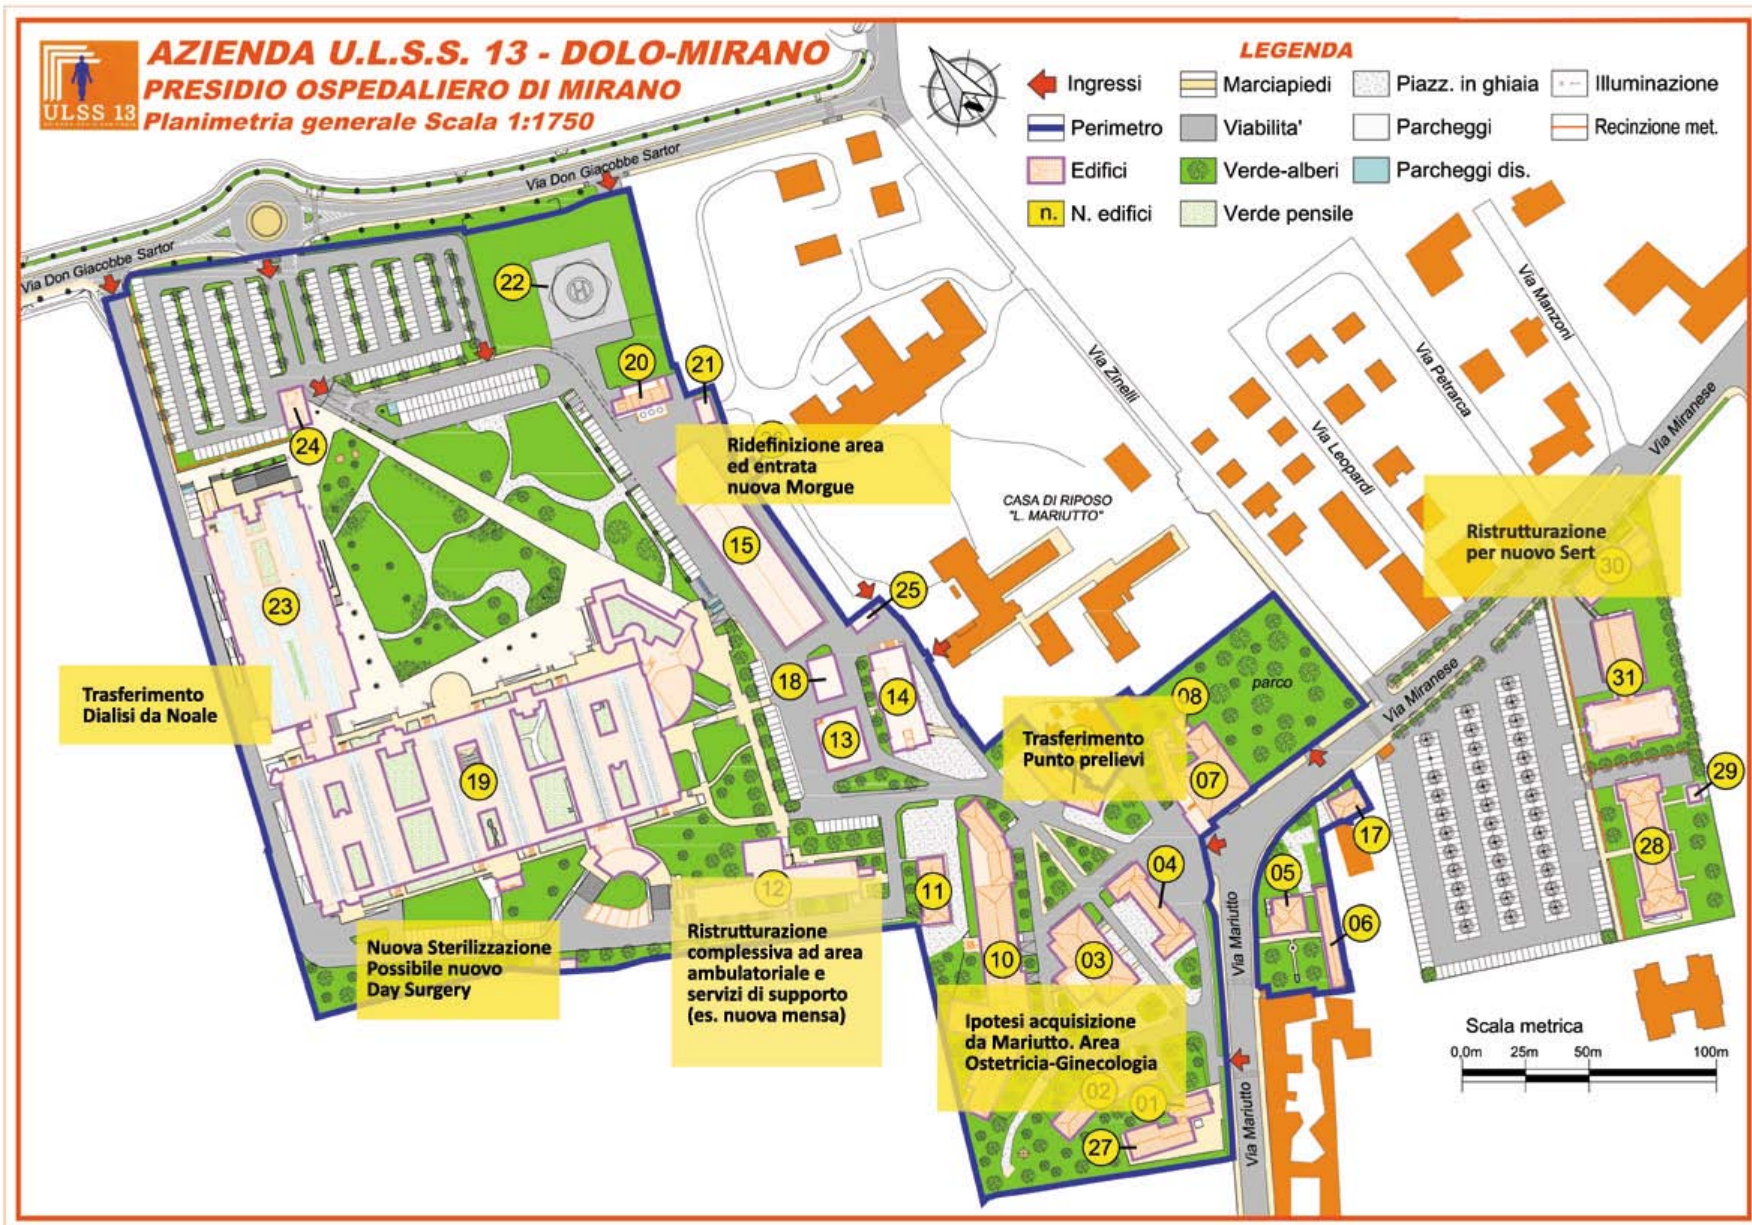 AZIENDA U.L.S.S. 13 - DOLO-MIRANO
PRESIDIO OSPEDALIERO DI MIRANO
Planimetria generale Scala 1:1750
ULSS 13
LEGENDA
Ingressi
Marciapiedi
Piazz. in ghiaia
Illuminazione
Perimetro
Viabilita'
Parcheggi
Recinzione met.
Edifici
Verde-alberi
Parcheggi dis.
n.
N. edifici
Verde pensile
Via Don Giacobbe Sartor
Via Don Giacobbe Sartor
22
20
21
24
Ridefinizione area
ed entrata
nuova Morgue
15
23
25
18
14
13
19
CASA DI RIPOSO
"L. MARIUTTO"
Via Zinelli
Via Leopardi
Via Petrarca
Via Manzoni
Via Miranese
Via Miranese
Ristrutturazione
per nuovo Sert
30
31
29
28
Trasferimento
Dialisi da Noale
08
parco
Trasferimento
Punto prelievi
07
17
04
05
06
12
11
10
03
Via Mariutto
Via Mariutto
Nuova Sterilizzazione
Possibile nuovo
Day Surgery
Ristrutturazione
complessiva ad area
ambulatoriale e
servizi di supporto
(es. nuova mensa)
Ipotesi acquisizione
da Mariutto. Area
Ostetricia-Ginecologia
02
01
27
Scala metrica
0,0m 25m 50m 100m